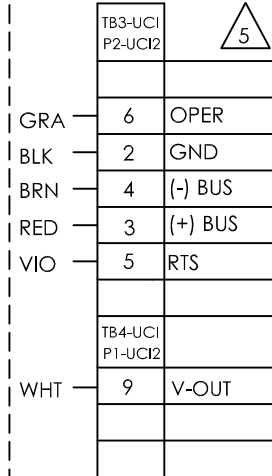 TB3-UCI
P2-UCI2
5
GRA 6 OPER
BLK 2 GND
BRN 4 (-) BUS
RED 3 (+) BUS
VIO 5 RTS
TB4-UCI
P1-UCI2
WHT 9 V-OUT